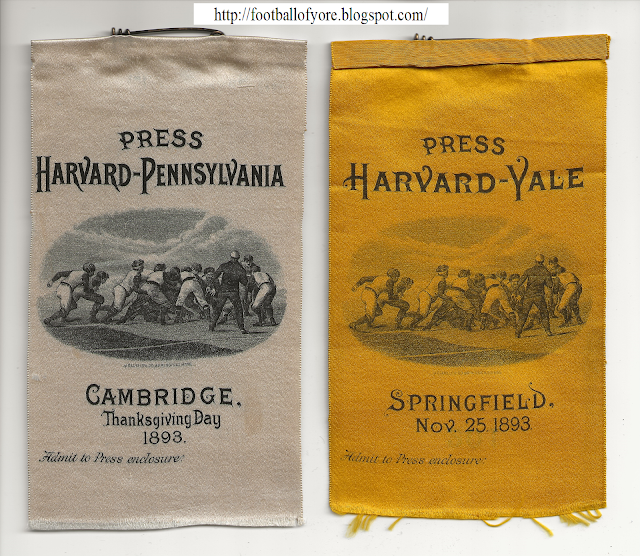 http://footballofyore.blogspot.com/
PRESS
HARVARD-PENNSYLVANIA
CAMBRIDGE,
Thanksgiving Day
1893.
Admit to Press enclosure:
PRESS
HARVARD-YALE
SPRINGFIELD,
Nov. 25. 1893
Admit to Press enclosure: